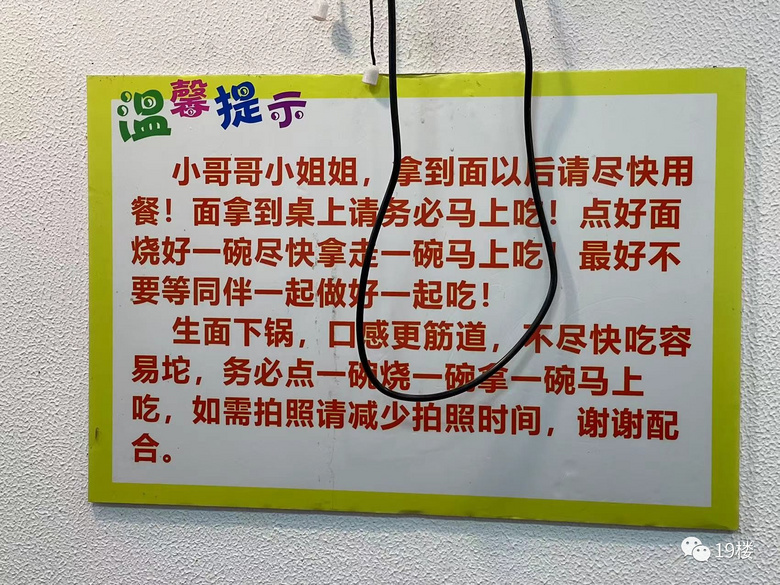 温馨提示
小哥哥小姐姐，拿到面以后请尽快用
餐！面拿到桌上请务必马上吃！点好面
烧好一碗尽快拿走一碗马上吃！最好不
要等同伴一起做好一起吃！
生面下锅，口感更筋道，不尽快吃容
易坨，务必点一碗烧一碗拿一碗马上
吃，如需拍照请减少拍照时间，谢谢配
合。
19楼